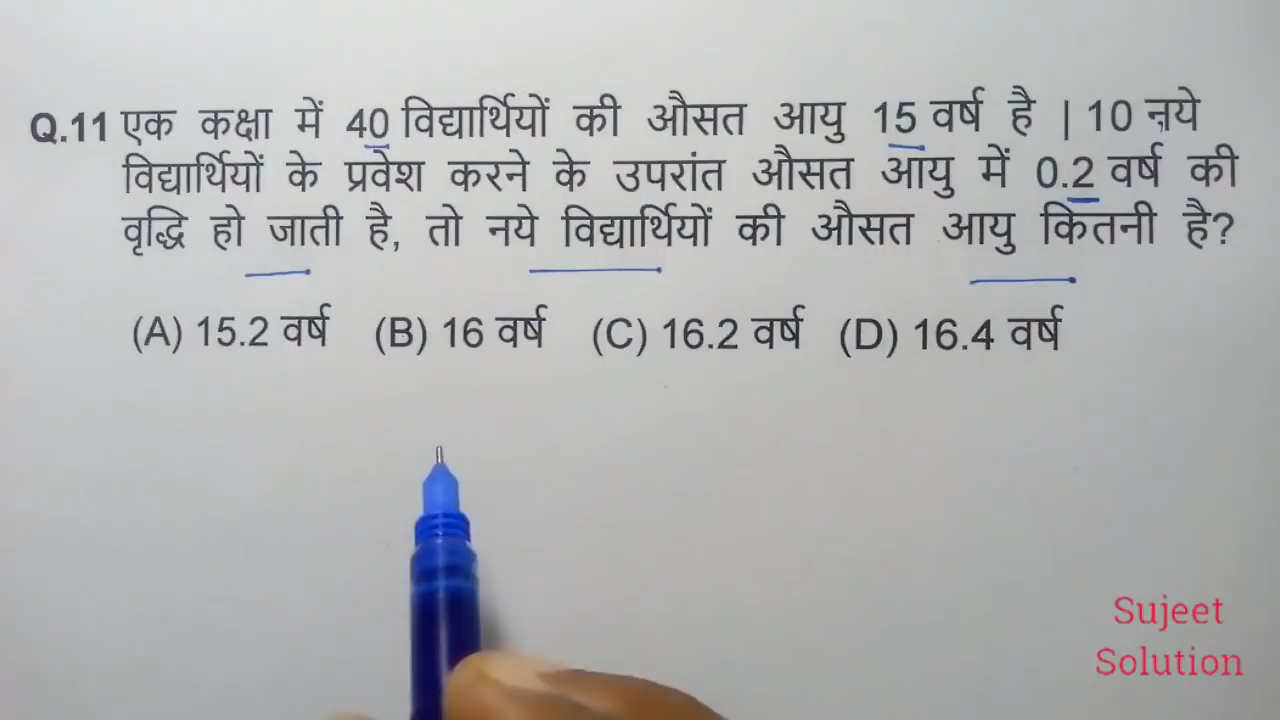 Q.11 एक कक्षा में 40 विद्यार्थियों की औसत आयु 15 वर्ष है | 10 नये
विद्यार्थियों के प्रवेश करने के उपरांत औसत आयु में 0.2 वर्ष की
वृद्धि हो जाती है, तो नये विद्यार्थियों की औसत आयु कितनी है?
(A) 15.2 वर्ष (B) 16 वर्ष (C) 16.2 वर्ष (D) 16.4 वर्ष
Sujeet
Solution